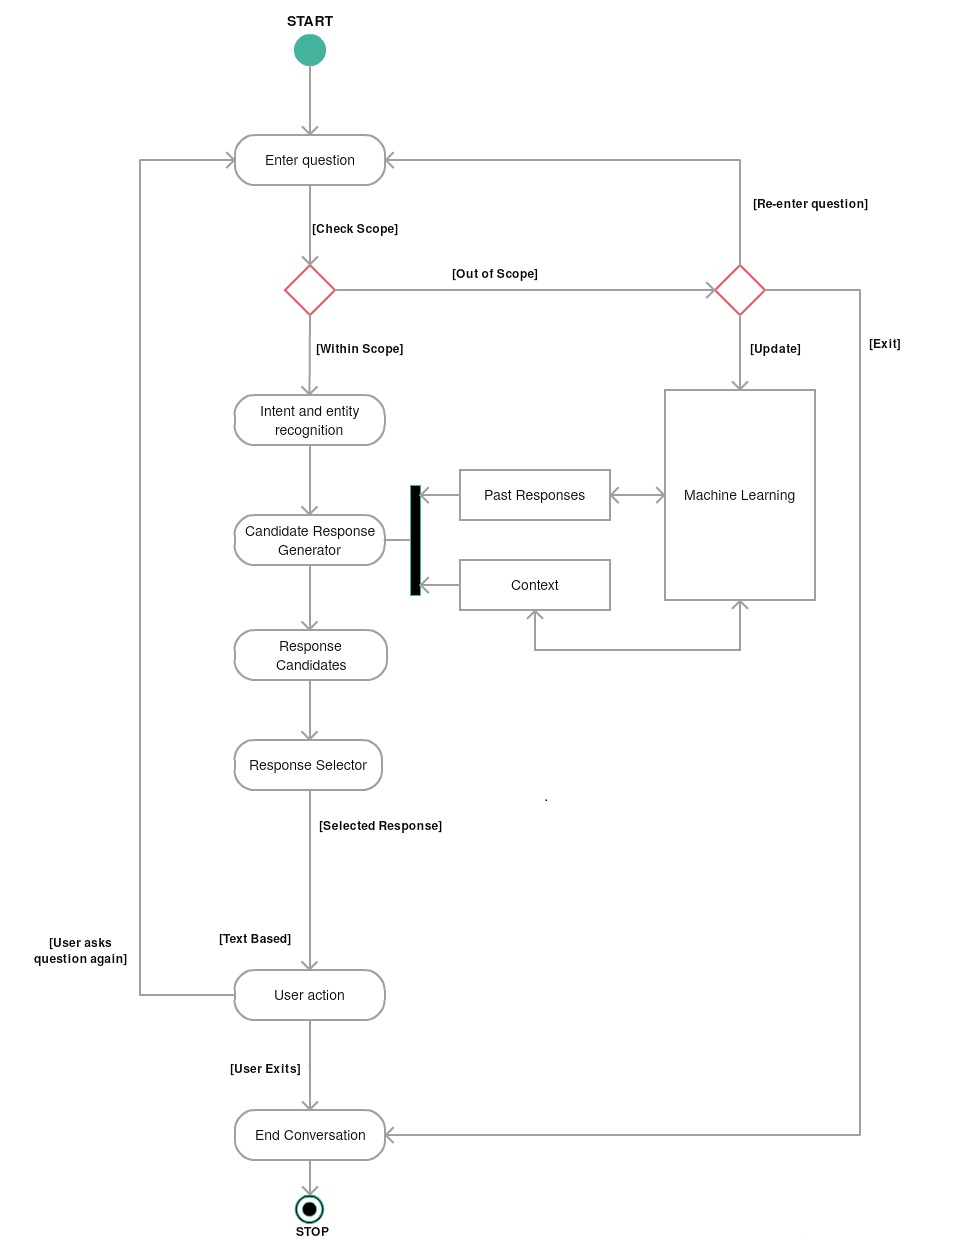 START
Enter question
[Re-enter question]
[Check Scope]
[Out of Scope]
[Within Scope]
[Update]
[Exit]
Intent and entity
recognition
Past Responses
Machine Learning
Candidate Response
Generator
Context
Response
Candidates
Response Selector
[Selected Response]
[Text Based]
[User asks
question again]
User action
[User Exits]
End Conversation
STOP